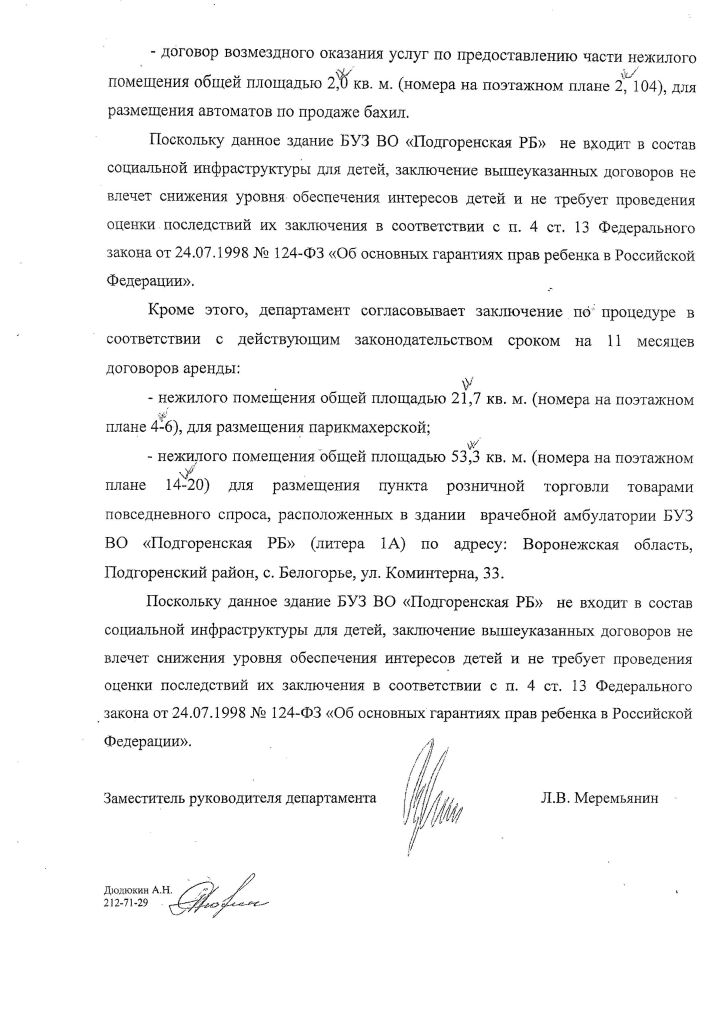 - договор возмездного оказания услуг по предоставлению части нежилого
помещения общей площадью 2,0 кв. м. (номера на поэтажном плане 2, 104), для
размещения автоматов по продаже бахил.
Поскольку данное здание БУЗ ВО «Подгоренская РБ» не входит в состав
социальной инфраструктуры для детей, заключение вышеуказанных договоров не
влечет снижения уровня обеспечения интересов детей и не требует проведения
оценки последствий их заключения в соответствии с п. 4 ст. 13 Федерального
закона от 24.07.1998 № 124-ФЗ «Об основных гарантиях прав ребенка в Российской
Федерации».
Кроме этого, департамент согласовывает заключение по процедуре в
соответствии с действующим законодательством сроком на 11 месяцев
договоров аренды:
- нежилого помещения общей площадью 21,7 кв. м. (номера на поэтажном
плане 4-6), для размещения парикмахерской;
- нежилого помещения общей площадью 53,3 кв. м. (номера на поэтажном
плане 14-20) для размещения пункта розничной торговли товарами
повседневного спроса, расположенных в здании врачебной амбулатории БУЗ
ВО «Подгоренская РБ» (литера 1А) по адресу: Воронежская область,
Подгоренский район, с. Белогорье, ул. Коминтерна, 33.
Поскольку данное здание БУЗ ВО «Подгоренская РБ» не входит в состав
социальной инфраструктуры для детей, заключение вышеуказанных договоров не
влечет снижения уровня обеспечения интересов детей и не требует проведения
оценки последствий их заключения в соответствии с п. 4 ст. 13 Федерального
закона от 24.07.1998 № 124-ФЗ «Об основных гарантиях прав ребенка в Российской
Федерации».
Заместитель руководителя департамента Л.В. Меремьянин
Дюдюкин А.Н.
212-71-29